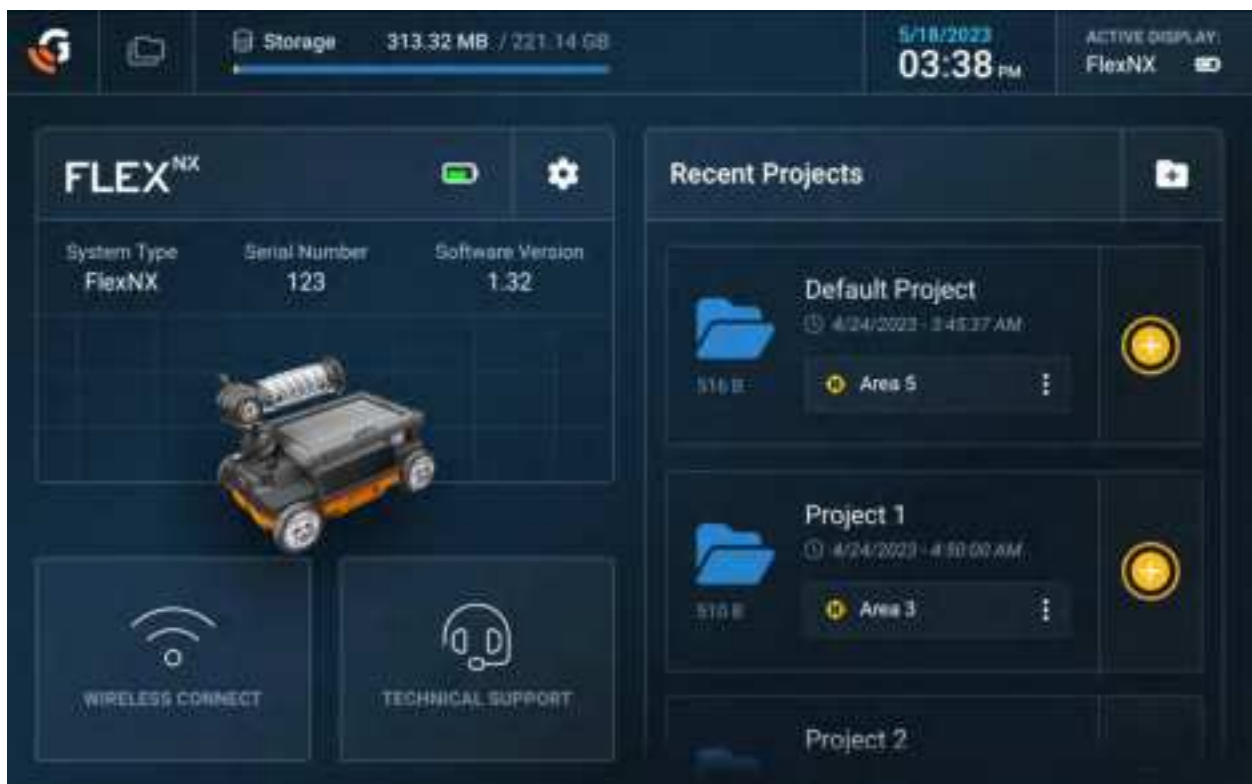 Storage 313.32 MB / 221.14 GB
5/18/2023
03:38 PM
ACTIVE DISPLAY:
FlexNX
FLEX NX
System Type Serial Number Software Version
FlexNX 123 1.32
WIRELESS CONNECT
TECHNICAL SUPPORT
Recent Projects
Default Project
4/24/2023 - 3:45:37 AM
516 B
Area 5
Project 1
4/24/2023 - 4:50:00 AM
510 B
Area 3
Project 2